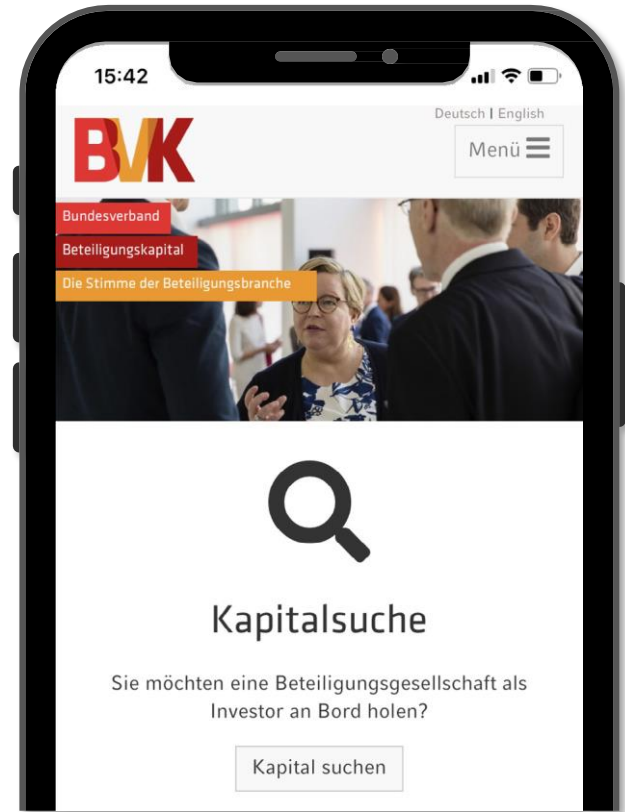 15:42
Deutsch | English
BVK
Menü
Bundesverband
Beteiligungskapital
Die Stimme der Beteiligungsbranche
Kapitalsuche
Sie möchten eine Beteiligungsgesellschaft als
Investor an Bord holen?
Kapital suchen